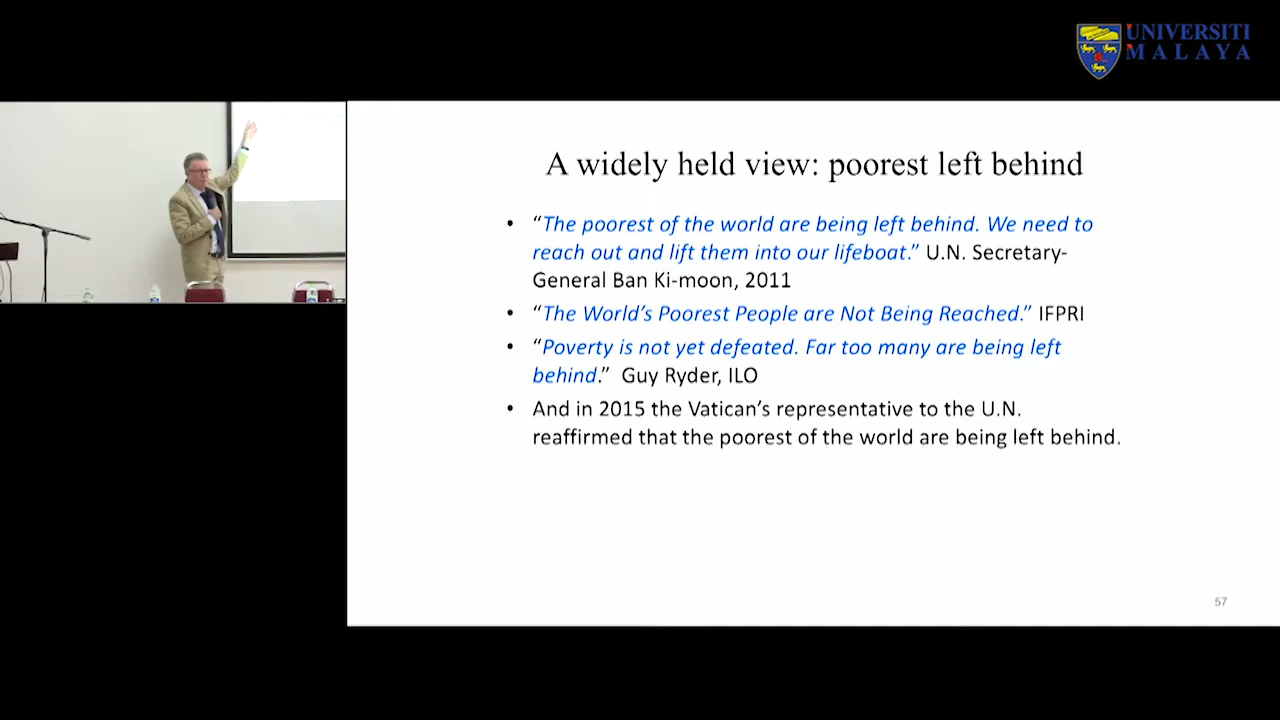 UNIVERSITI
MALAYA
A widely held view: poorest left behind
• “The poorest of the world are being left behind. We need to
reach out and lift them into our lifeboat.” U.N. Secretary-
General Ban Ki-moon, 2011
• “The World’s Poorest People are Not Being Reached.” IFPRI
• “Poverty is not yet defeated. Far too many are being left
behind.” Guy Ryder, ILO
• And in 2015 the Vatican’s representative to the U.N.
reaffirmed that the poorest of the world are being left behind.
57